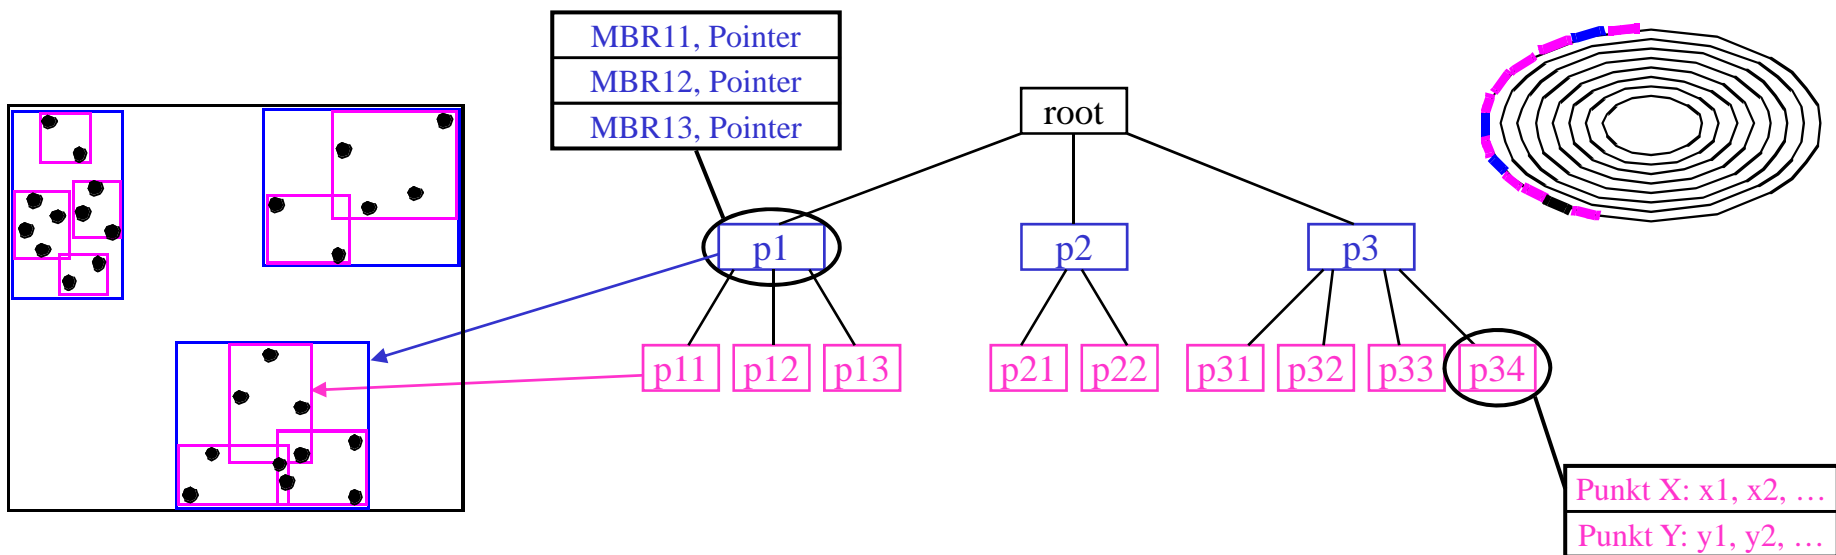 MBR11, Pointer
MBR12, Pointer
MBR13, Pointer
root
p1
p2
p3
p11
p12
p13
p21
p22
p31
p32
p33
p34
Punkt X: x1, x2, …
Punkt Y: y1, y2, …